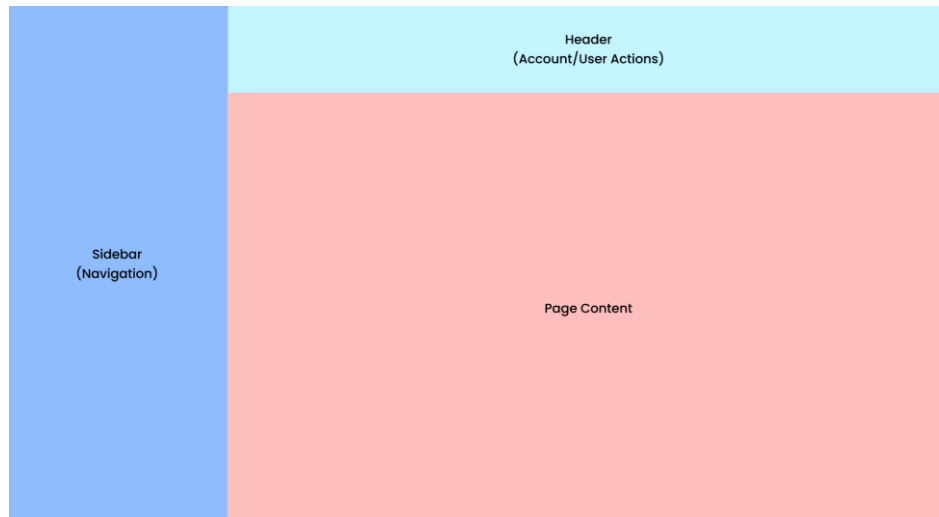 Header
(Account/User Actions)
Sidebar
(Navigation)
Page Content